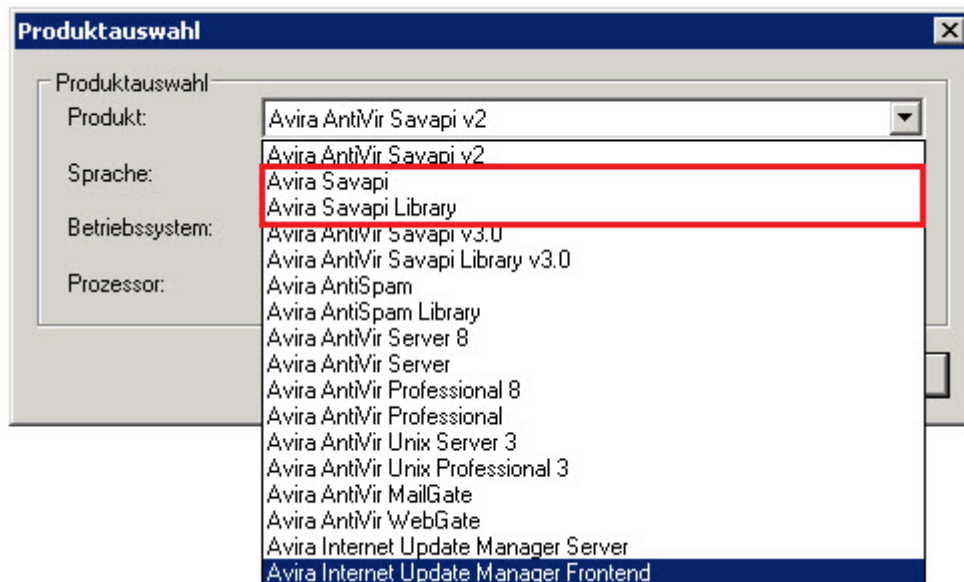 Produktauswahl
Produktauswahl
Produkt:
Avira AntiVir Savapi v2
Sprache:
Betriebssystem:
Prozessor:
Avira AntiVir Savapi v2
Avira Savapi
Avira Savapi Library
Avira AntiVir Savapi v3.0
Avira AntiVir Savapi Library v3.0
Avira AntiSpam
Avira AntiSpam Library
Avira AntiVir Server 8
Avira AntiVir Server
Avira AntiVir Professional 8
Avira AntiVir Professional
Avira AntiVir Unix Server 3
Avira AntiVir Unix Professional 3
Avira AntiVir MailGate
Avira AntiVir WebGate
Avira Internet Update Manager Server
Avira Internet Update Manager Frontend